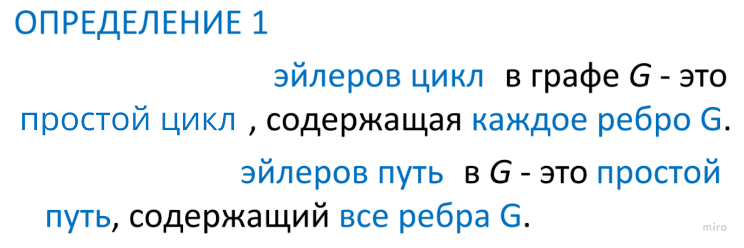 ОПРЕДЕЛЕНИЕ 1
эйлеров цикл в графе G - это
простой цикл , содержащая каждое ребро G.
эйлеров путь в G - это простой
путь, содержащий все ребра G.
miro